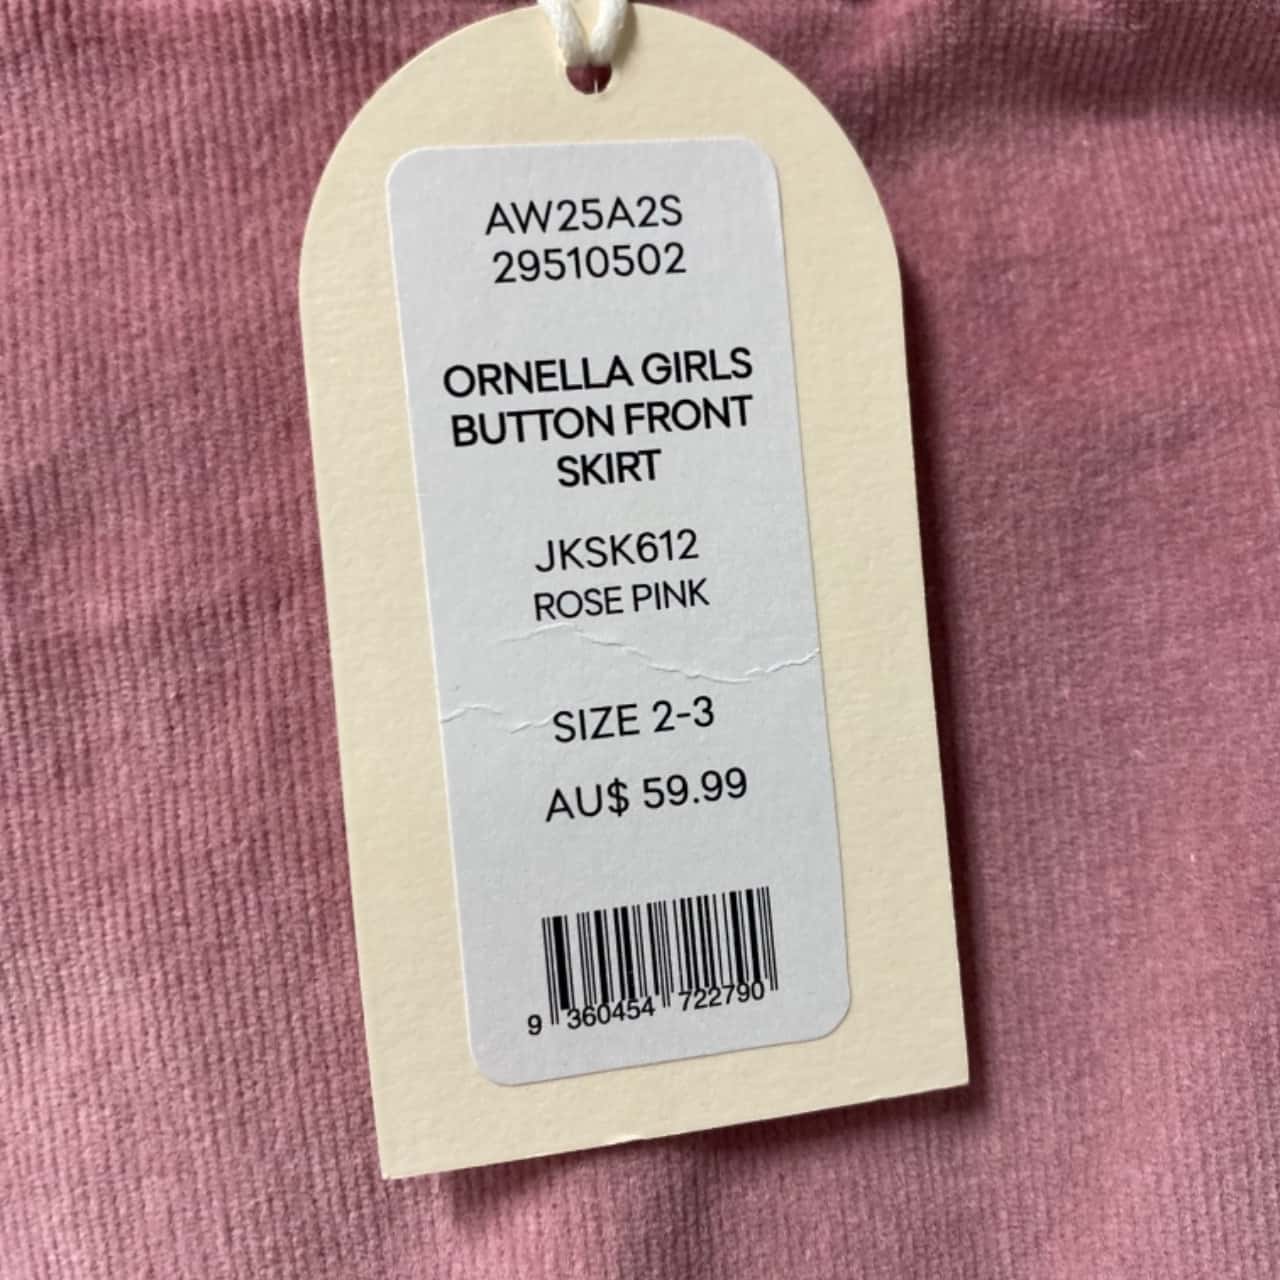 AW25A2S
29510502
ORNELLA GIRLS
BUTTON FRONT
SKIRT
JKSK612
ROSE PINK
SIZE 2-3
AU$ 59.99
9 360454 722790